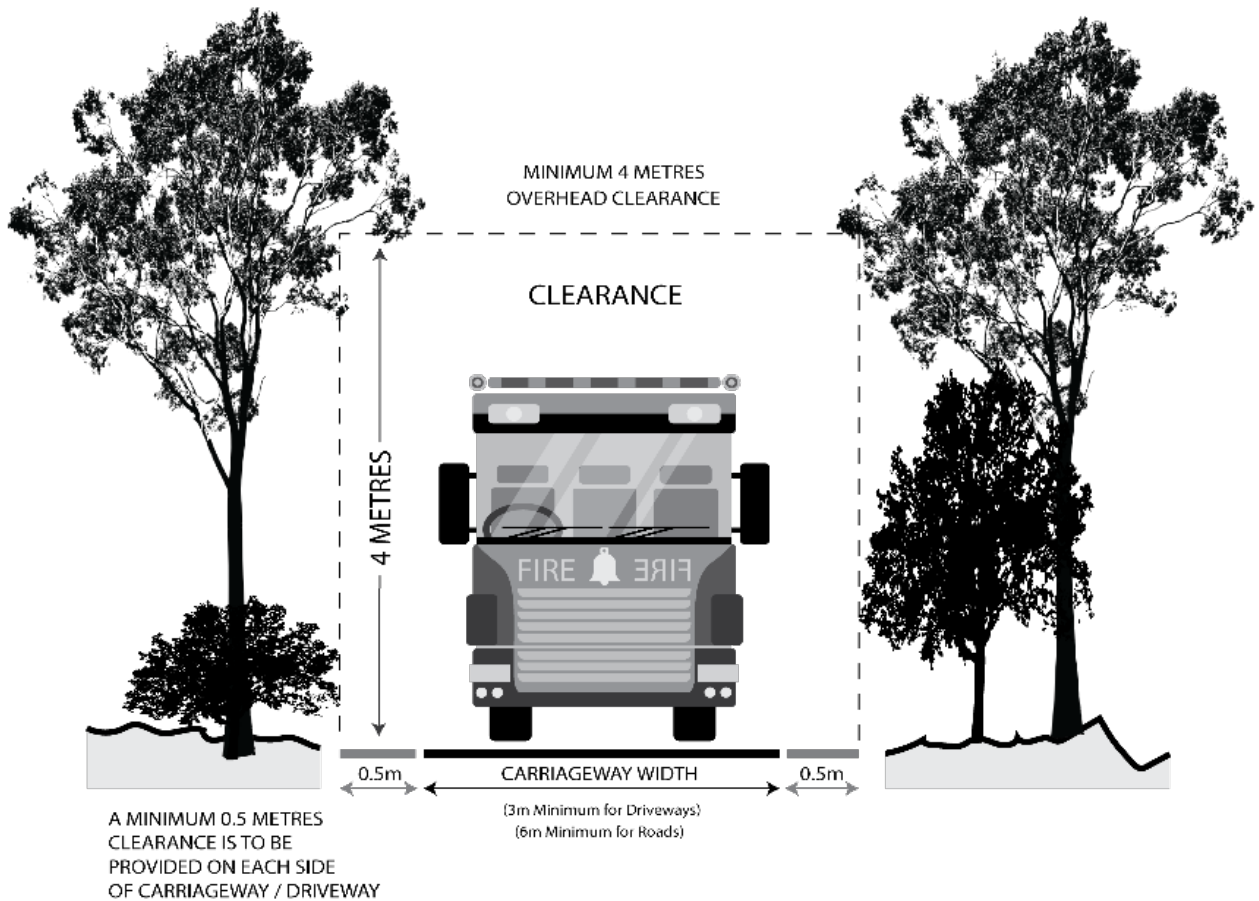 MINIMUM 4 METRES
OVERHEAD CLEARANCE
CLEARANCE
4 METRES
FIRE FIRE
0.5m
CARRIAGEWAY WIDTH
0.5m
(3m Minimum for Driveways)
(6m Minimum for Roads)
A MINIMUM 0.5 METRES
CLEARANCE IS TO BE
PROVIDED ON EACH SIDE
OF CARRIAGEWAY / DRIVEWAY